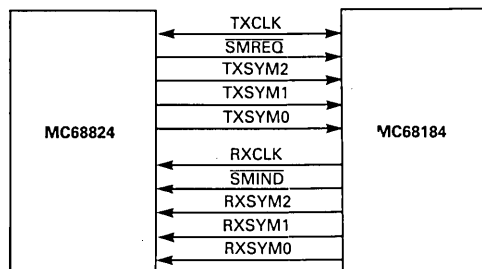 TXCLK
SMREQ
TXSYM2
TXSYM1
TXSYM0
MC68824
MC68184
RXCLK
SMIND
RXSYM2
RXSYM1
RXSYM0